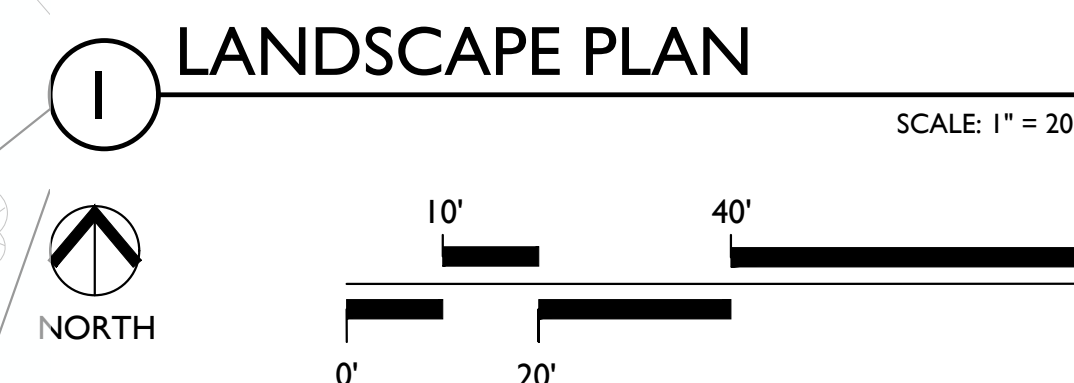 1 LANDSCAPE PLAN
SCALE: 1" = 20
NORTH
10' 40'
0' 20'